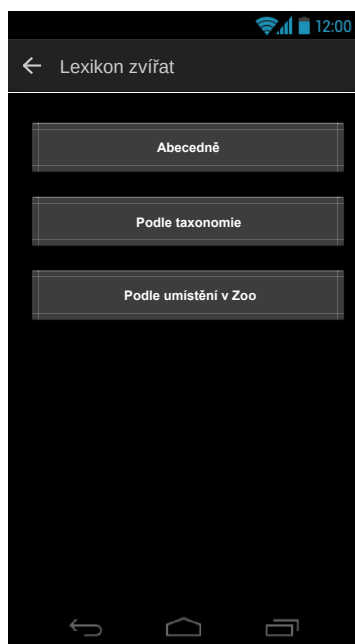 12:00
Lexikon zvířat
Abecedně
Podle taxonomie
Podle umístění v Zoo